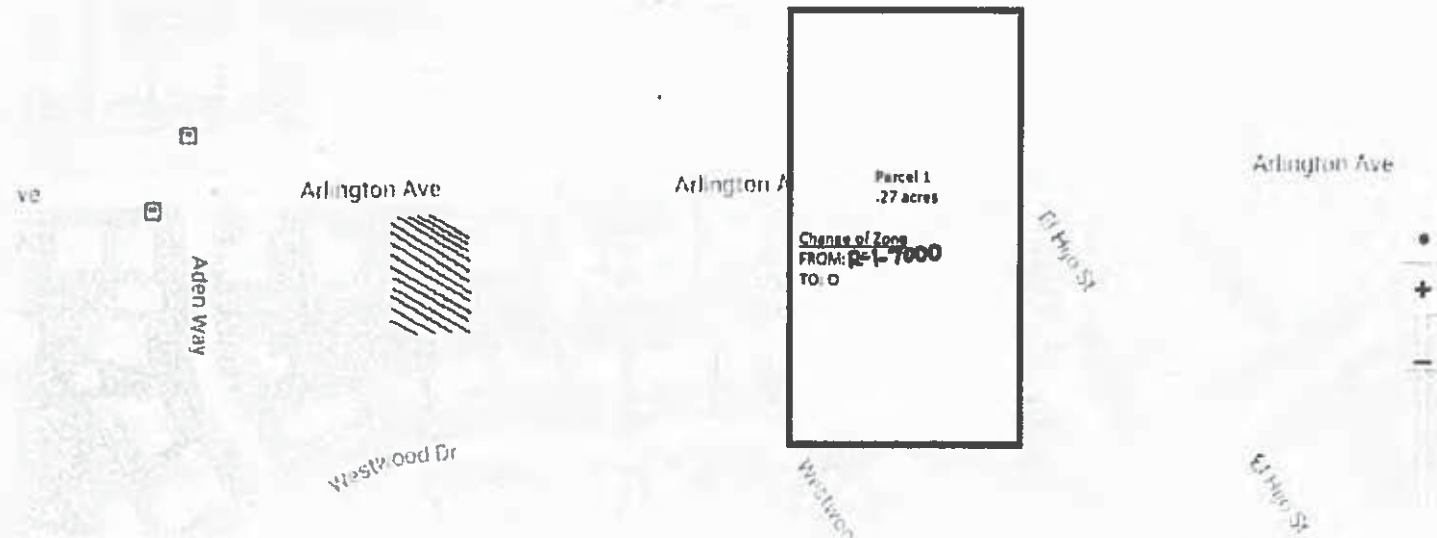 Parcel 1
.27 acres
Arlington Ave
Arlington A
Arlington Ave
ve
Change of Zone
FROM: R-1-7000
TO: O
El Hijo St
Aden Way
Westwood Dr
Westwoo
El Hijo St